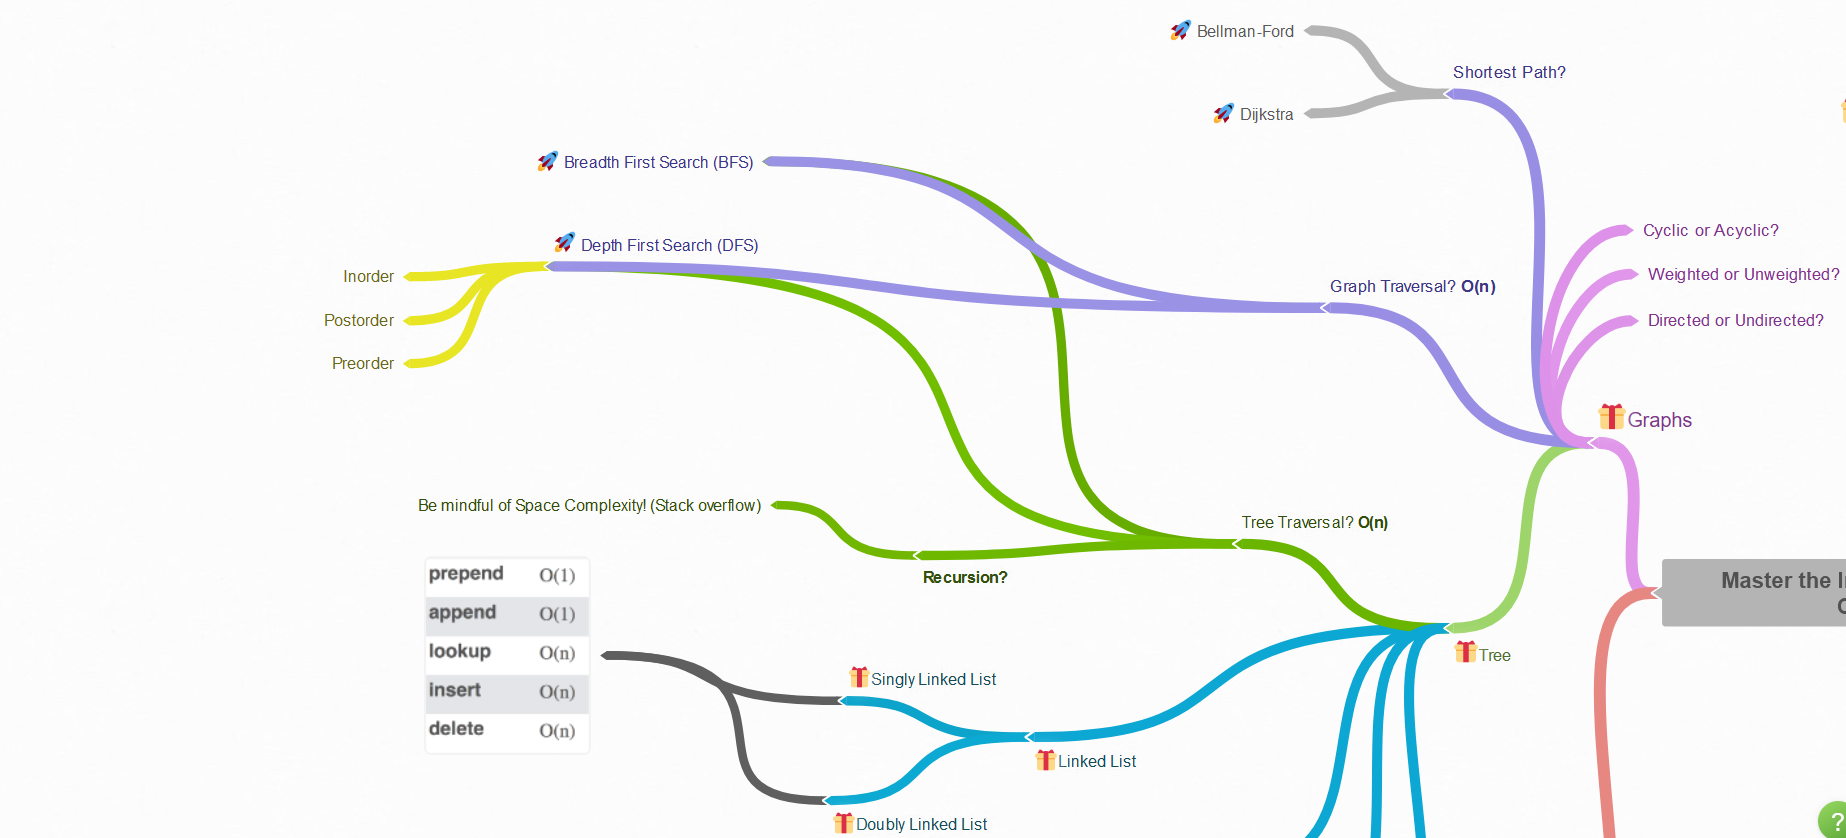 Bellman-Ford
Shortest Path?
Dijkstra
Breadth First Search (BFS)
Depth First Search (DFS)
Inorder
Postorder
Preorder
Cyclic or Acyclic?
Weighted or Unweighted?
Directed or Undirected?
Graph Traversal? O(n)
Graphs
Be mindful of Space Complexity! (Stack overflow)
Tree Traversal? O(n)
Recursion?
prepend O(1)
append O(1)
lookup O(n)
insert O(n)
delete O(n)
Master the
Tree
Singly Linked List
Linked List
Doubly Linked List
?